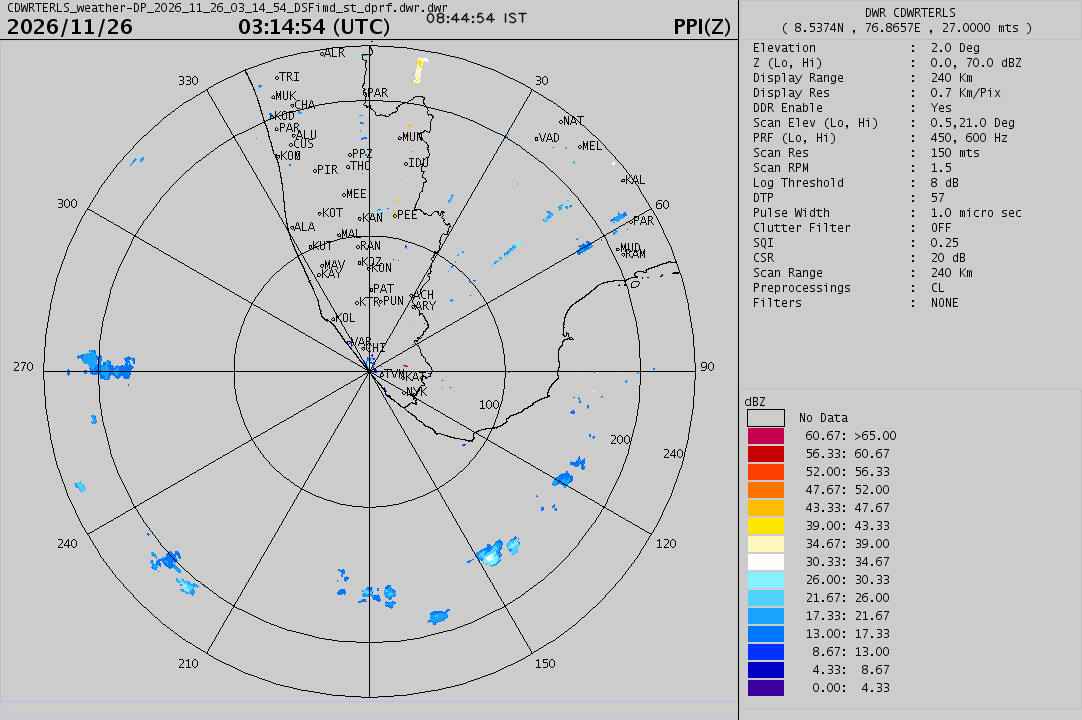 CDWRTERLS_weather-DP_2026_11_26_03_14_54_DSFimd_st_dprf.dwr.dwr
2026/11/26 03:14:54 (UTC) 08:44:54 IST PPI(Z)
DWR CDWRTERLS
( 8.5374N , 76.8657E , 27.0000 mts )
Elevation : 2.0 Deg
Z (Lo, Hi) : 0.0, 70.0 dBZ
Display Range : 240 Km
Display Res : 0.7 Km/Pix
DDR Enable : Yes
Scan Elev (Lo, Hi) : 0.5,21.0 Deg
PRF (Lo, Hi) : 450, 600 Hz
Scan Res : 150 mts
Scan RPM : 1.5
Log Threshold : 8 dB
DTP : 57
Pulse Width : 1.0 micro sec
Clutter Filter : OFF
SQI : 0.25
CSR : 20 dB
Scan Range : 240 Km
Preprocessings : CL
Filters : NONE
dBZ
No Data
60.67: >65.00
56.33: 60.67
52.00: 56.33
47.67: 52.00
43.33: 47.67
39.00: 43.33
34.67: 39.00
30.33: 34.67
26.00: 30.33
21.67: 26.00
17.33: 21.67
13.00: 17.33
8.67: 13.00
4.33: 8.67
0.00: 4.33
ALR
330
TRI
30
PAR
MUK
CHA
KOD
NAT
PAR
ALU
MUN
VAD
CUS
MEL
PPZ
THO
IDU
PIR
KAL
MEE
300
60
KOT
KAN
PEE
PAR
ALA
MAL
KUT
RAN
MUD
RAM
MAV
KOZ
KON
KAY
PAT
ACH
KTR
PUN
ARY
KOL
VAR
CHI
270
TVM
KAT
90
NYK
100
200
240
240
120
210
150